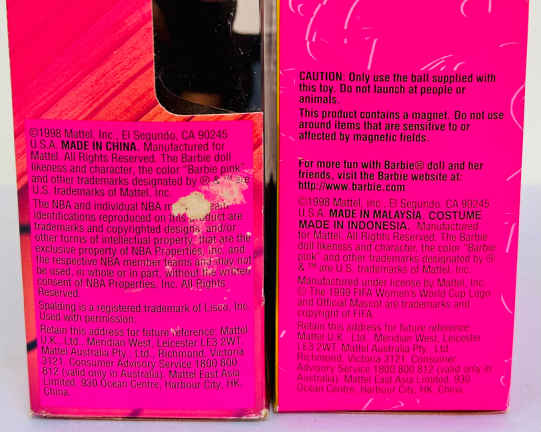 ©1998 Mattel, Inc., El Segundo, CA 90245
U.S.A. MADE IN CHINA. Manufactured for
Mattel. All Rights Reserved. The Barbie doll
likeness and character, the color "Barbie pink"
and other trademarks designated by ® & are
U.S. trademarks of Mattel, Inc.
The NBA and individual NBA
identifications reproduced on this product are
trademarks and copyrighted designs, and/or
other forms of intellectual property, that are the
exclusive property of NBA Properties, Inc. and
the respective NBA member teams and may not
be used, in whole or in part, without the written
consent of NBA Properties, Inc. All Rights
Reserved.
Spalding is a registered trademark of Lisco, Inc.
Used with permission.
Retain this address for future reference: Mattel
U.K., Ltd., Meridian West, Leicester LE3 2WT.
Mattel Australia Pty., Ltd., Richmond, Victoria
3121. Consumer Advisory Service 1800 800
812 (valid only in Australia). Mattel East Asia
Limited, 930 Ocean Centre, Harbour City, HK,
China.
CAUTION: Only use the ball supplied with
this toy. Do not launch at people or
animals.
This product contains a magnet. Do not use
around items that are sensitive to or
affected by magnetic fields.
For more fun with Barbie® doll and her
friends, visit the Barbie website at:
http://www.barbie.com
©1998 Mattel, Inc., El Segundo, CA 90245
U.S.A. MADE IN MALAYSIA. COSTUME
MADE IN INDONESIA. Manufactured
for Mattel. All Rights Reserved. The Barbie
doll likeness and character, the color "Barbie
pink" and other trademarks designated by ®
& ™ are U.S. trademarks of Mattel, Inc.
Manufactured under license by Mattel, Inc.
© The 1999 FIFA Women's World Cup Logo
and Official Mascot are trademarks and
copyright of FIFA.
Retain this address for future reference:
Mattel U.K., Ltd., Meridian West, Leicester
LE3 2WT. Mattel Australia Pty., Ltd.,
Richmond, Victoria 3121. Consumer
Advisory Service 1800 800 812 (valid only in
Australia). Mattel East Asia Limited, 930
Ocean Centre, Harbour City, HK, China.